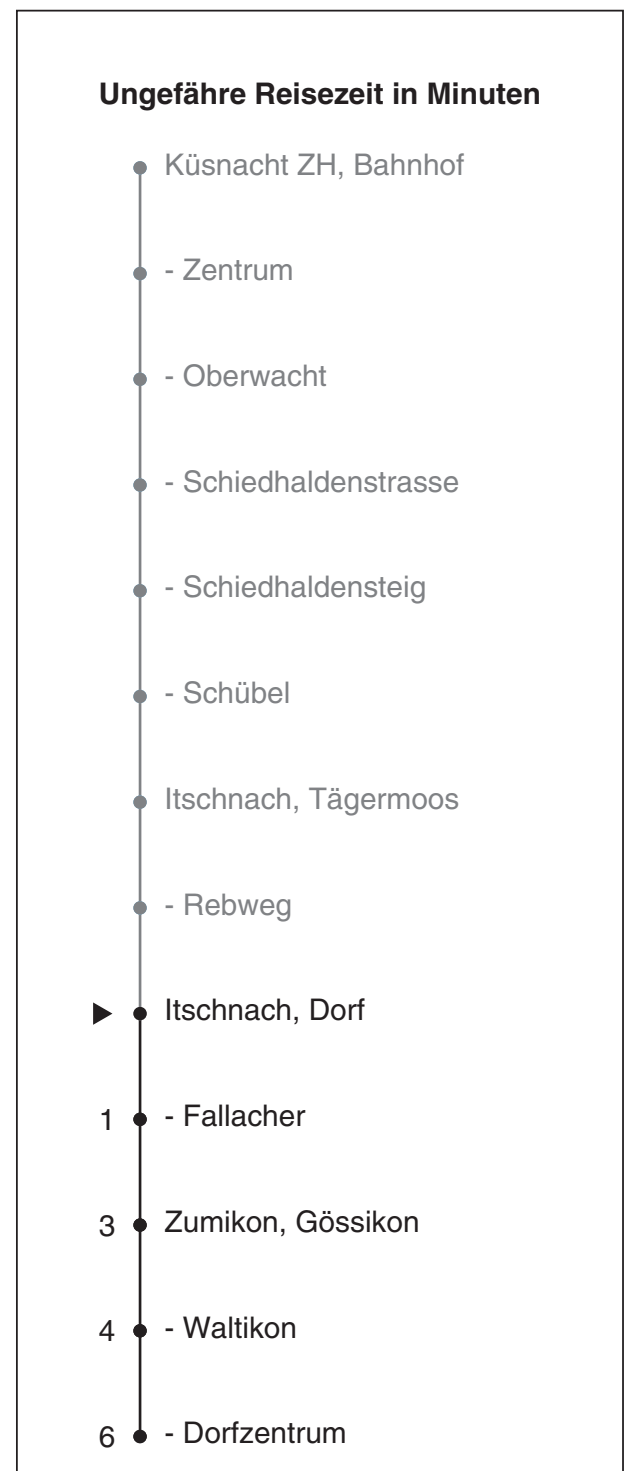 Ungefähre Reisezeit in Minuten
Küsnacht ZH, Bahnhof
- Zentrum
- Oberwacht
- Schiedhaldenstrasse
- Schiedhaldensteig
- Schübel
Itschnach, Tägermoos
- Rebweg
Itschnach, Dorf
1 - Fallacher
3 Zumikon, Gössikon
4 - Waltikon
6 - Dorfzentrum